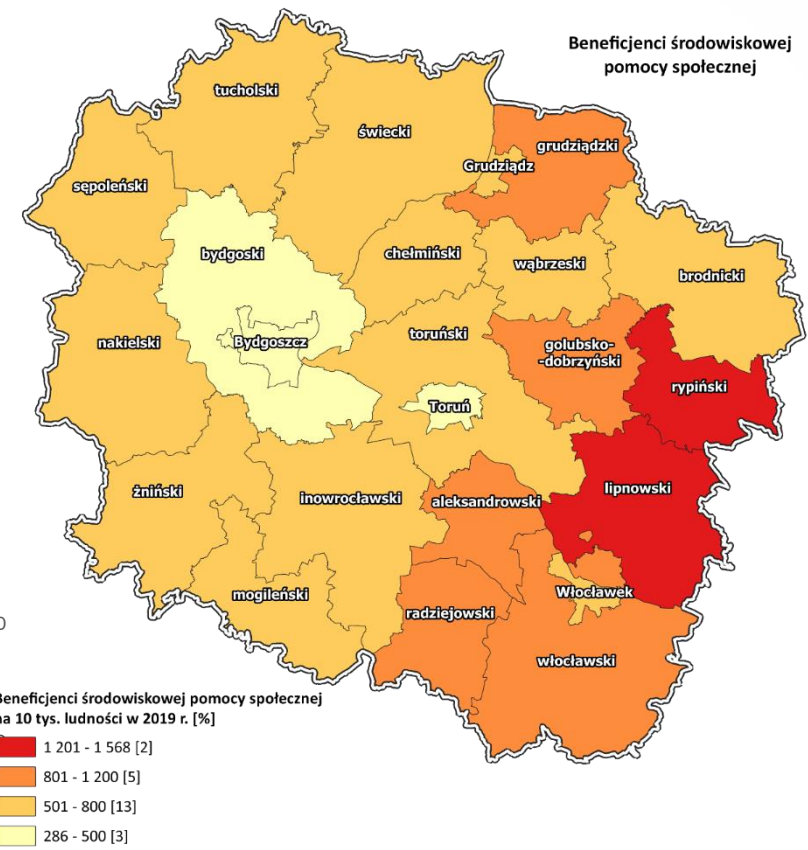 Beneficjenci środowiskowej
pomocy społecznej
tucholski
świecki
grudziądzki
Grudziądz
sępoleński
bydgoski
chełmiński
wąbrzeski
brodnicki
nakielski
Bydgoszcz
toruński
golubsko-
-dobrzyński
rypiński
Toruń
żniński
inowrocławski
aleksandrowski
lipnowski
mogileński
radziejowski
Włocławek
włocławski
0
Beneficjenci środowiskowej pomocy społecznej
na 10 tys. ludności w 2019 r. [%]
1 201 - 1 568 [2]
801 - 1 200 [5]
501 - 800 [13]
286 - 500 [3]